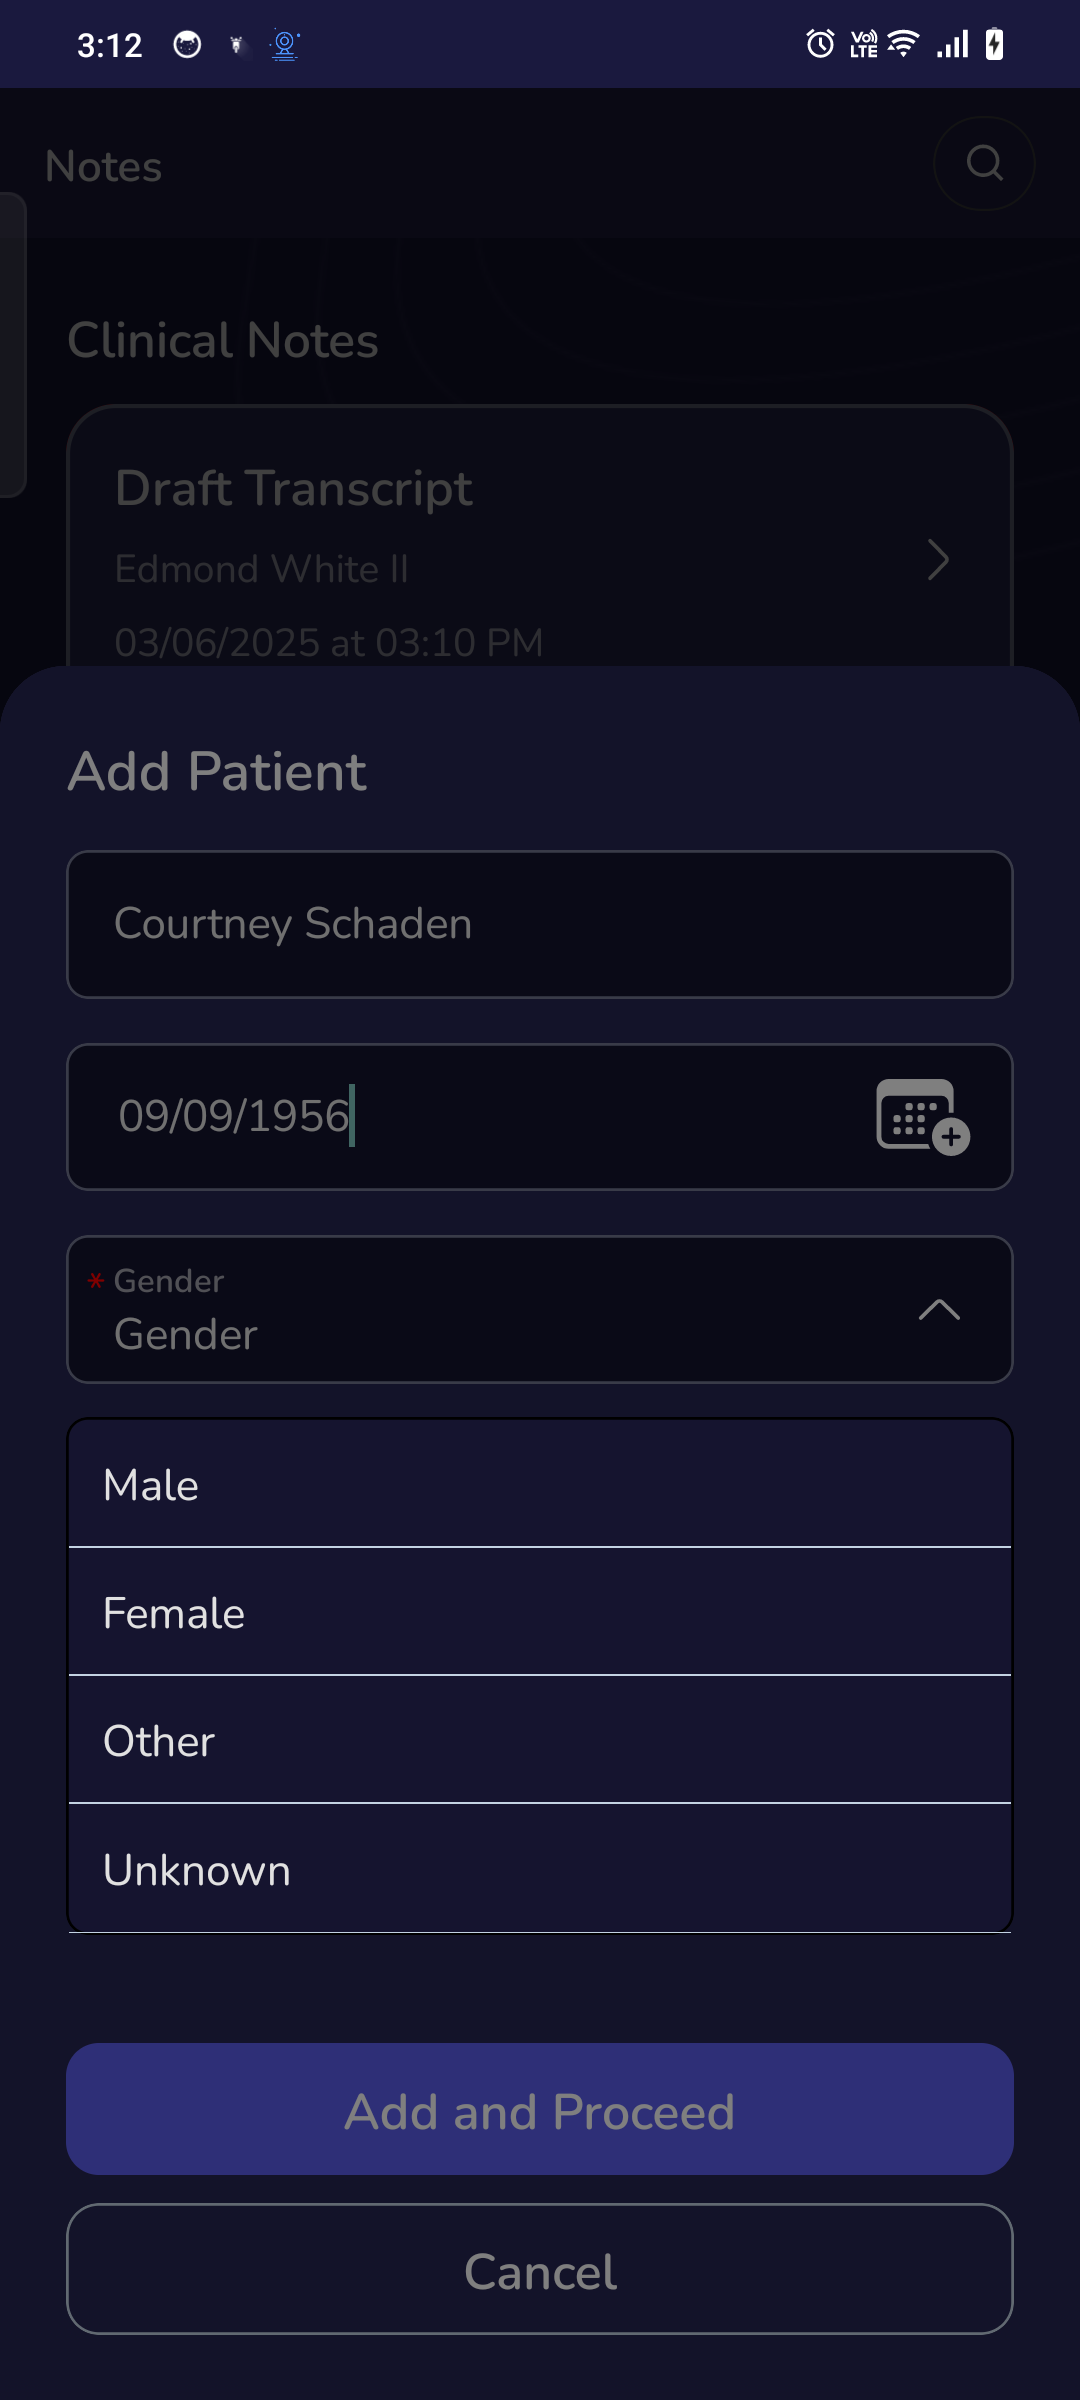 3:12
VoLTE
Notes
Clinical Notes
Draft Transcript
Edmond White II
03/06/2025 at 03:10 PM
Add Patient
Courtney Schaden
09/09/1956
* Gender
Gender
Male
Female
Other
Unknown
Add and Proceed
Cancel